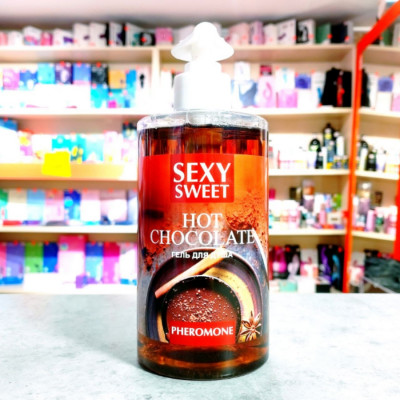 SEXY
SWEET
HOT
CHOCOLATE
ГЕЛЬ ДЛЯ ДУША
PHEROMONE